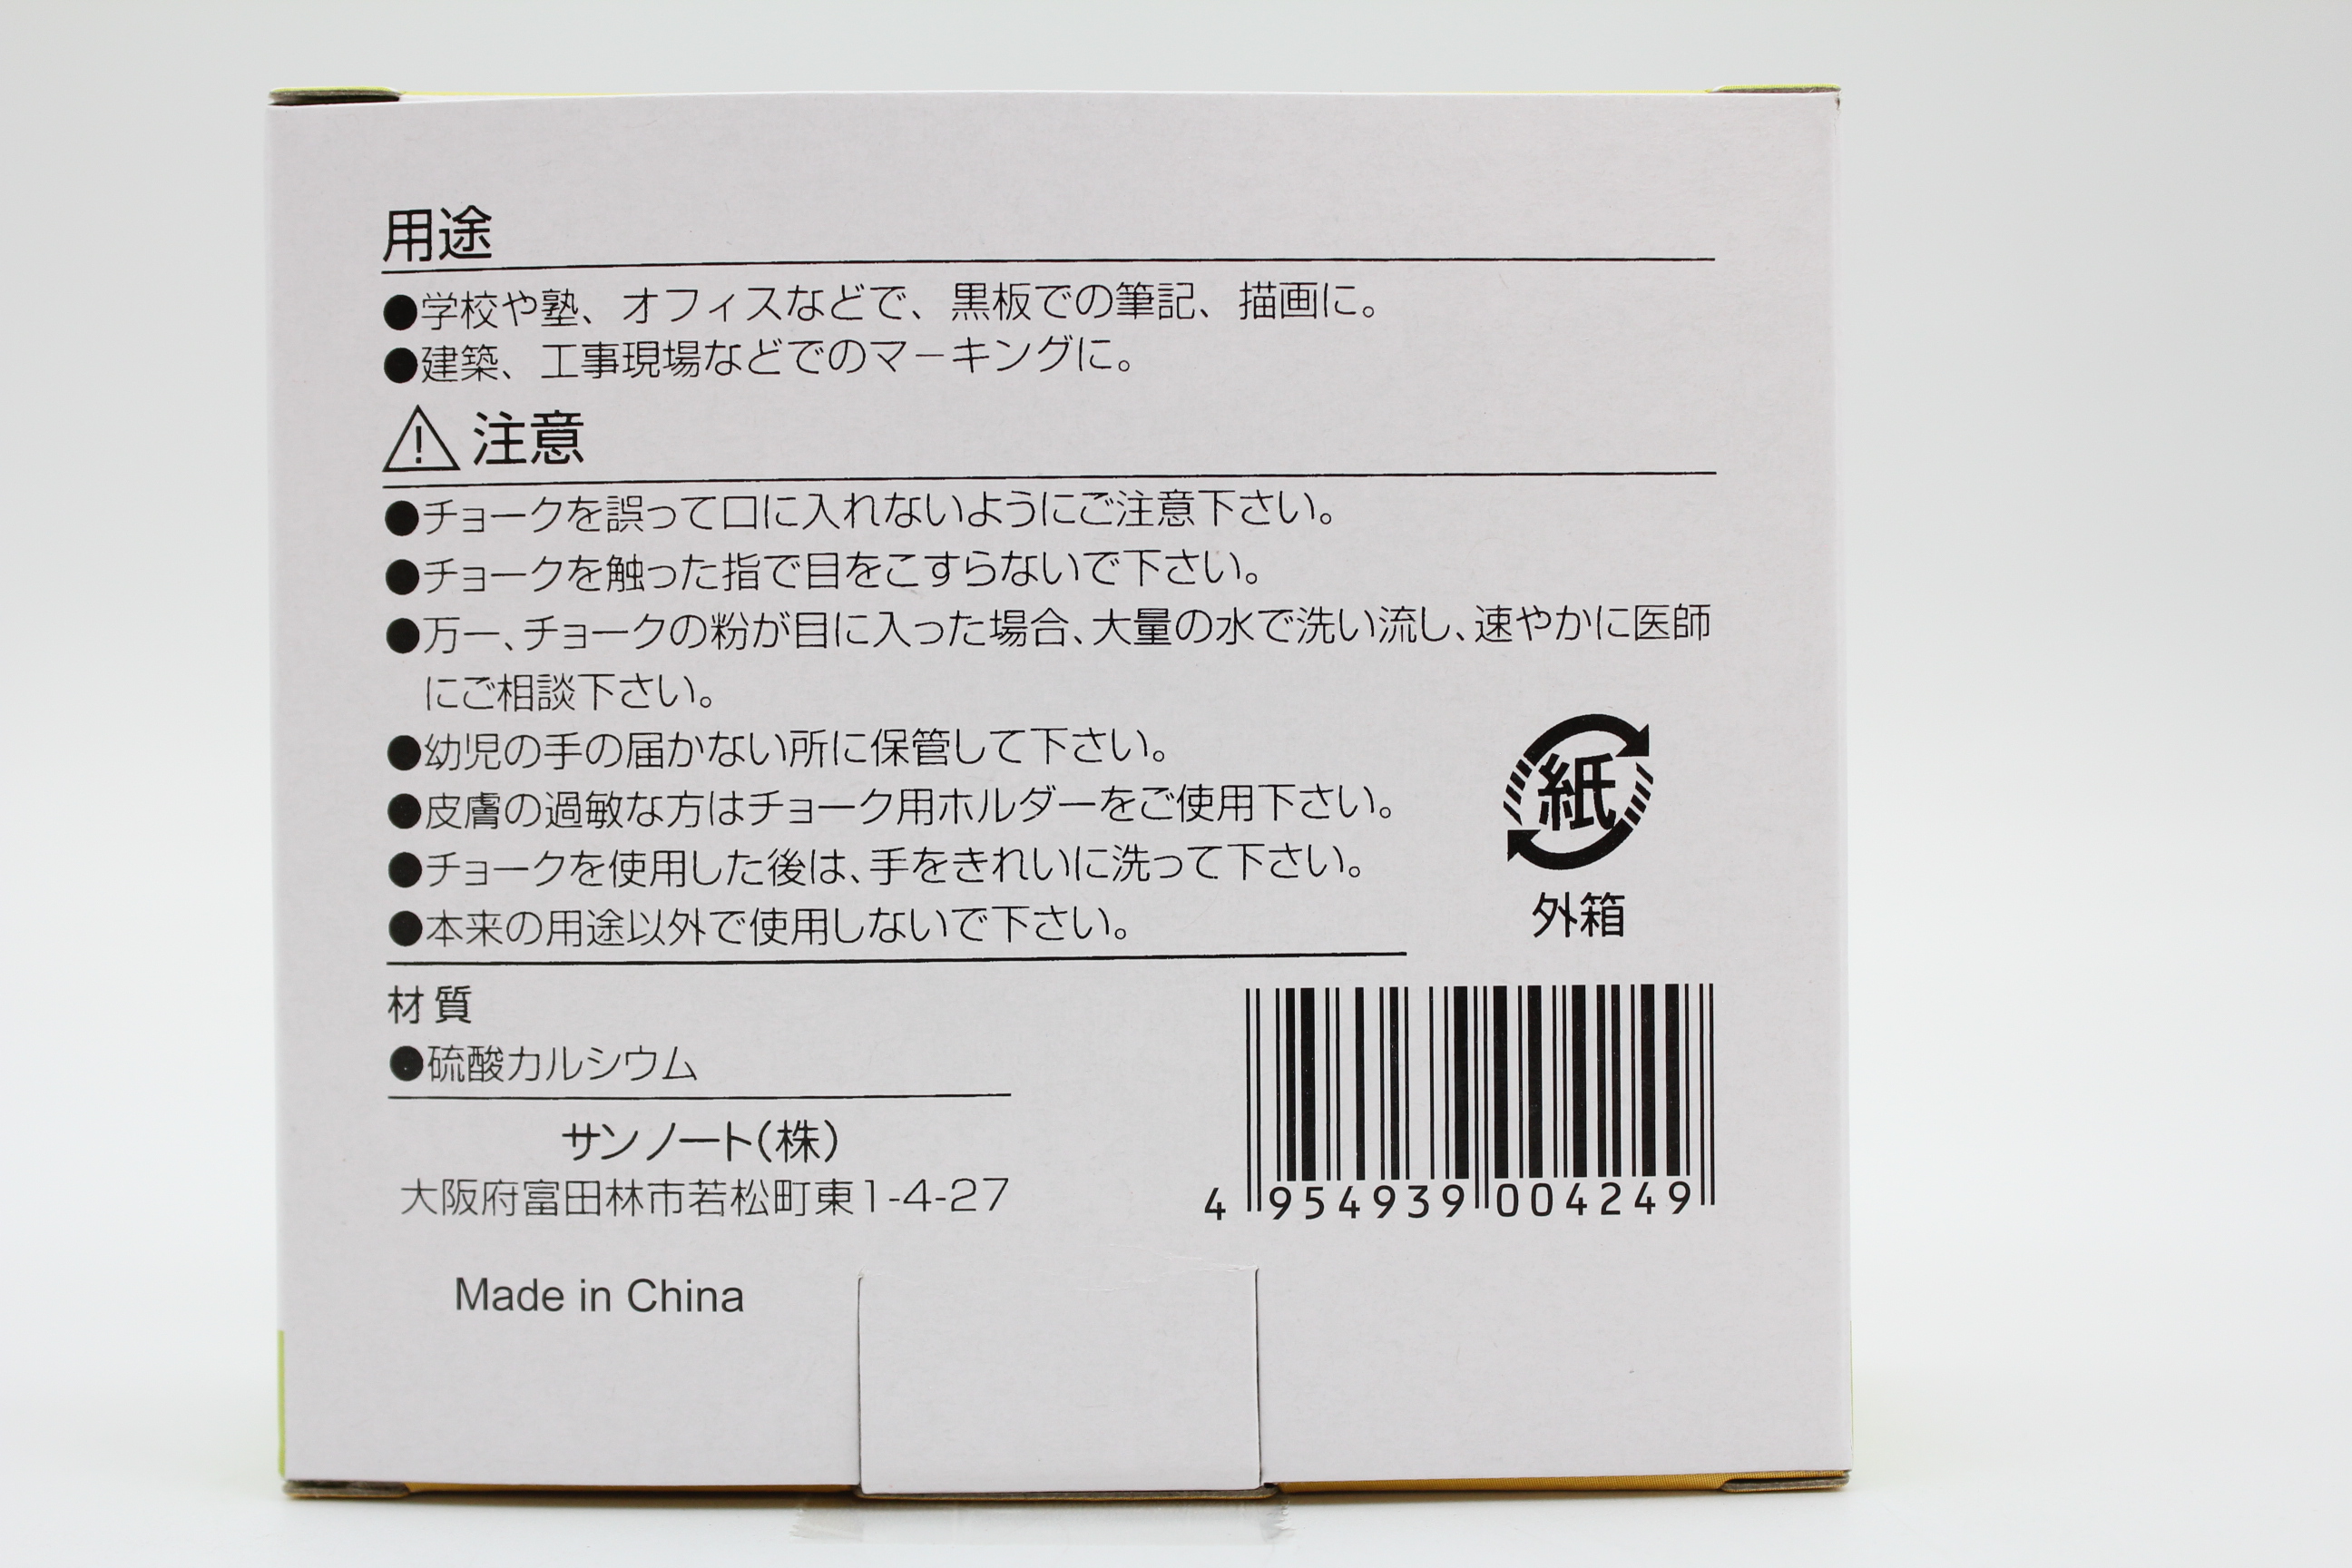 用途
●学校や塾、オフィスなどで、黒板での筆記、描画に。
●建築、工事現場などでのマーキングに。
注意
●チョークを誤って口に入れないようにご注意下さい。
●チョークを触った指で目をこすらないで下さい。
●万一、チョークの粉が目に入った場合、大量の水で洗い流し、速やかに医師
にご相談下さい。
●幼児の手の届かない所に保管して下さい。
●皮膚の過敏な方はチョーク用ホルダーをご使用下さい。
●チョークを使用した後は、手をきれいに洗って下さい。
●本来の用途以外で使用しないで下さい。
紙
外箱
材質
●硫酸カルシウム
サンノート(株)
大阪府富田林市若松町東1-4-27
4 954939 004249
Made in China